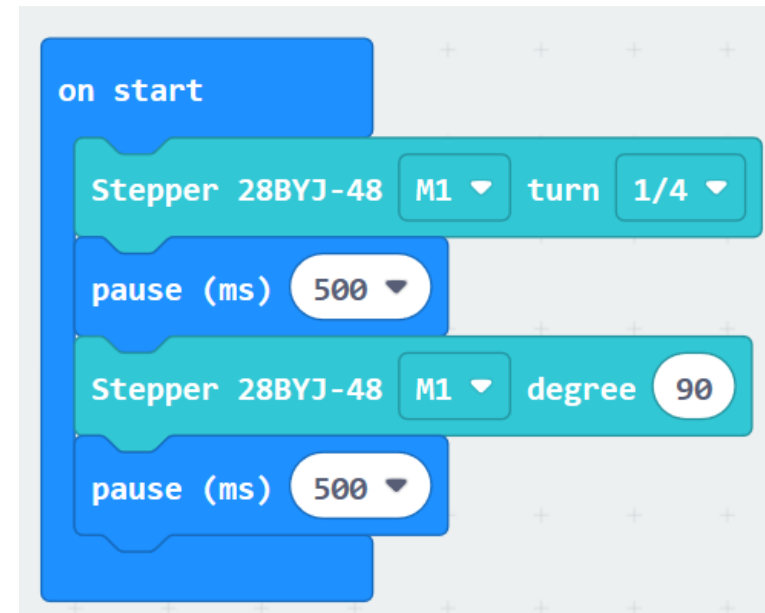 on start
Stepper 28BYJ-48 M1 turn 1/4
pause (ms) 500
Stepper 28BYJ-48 M1 degree 90
pause (ms) 500